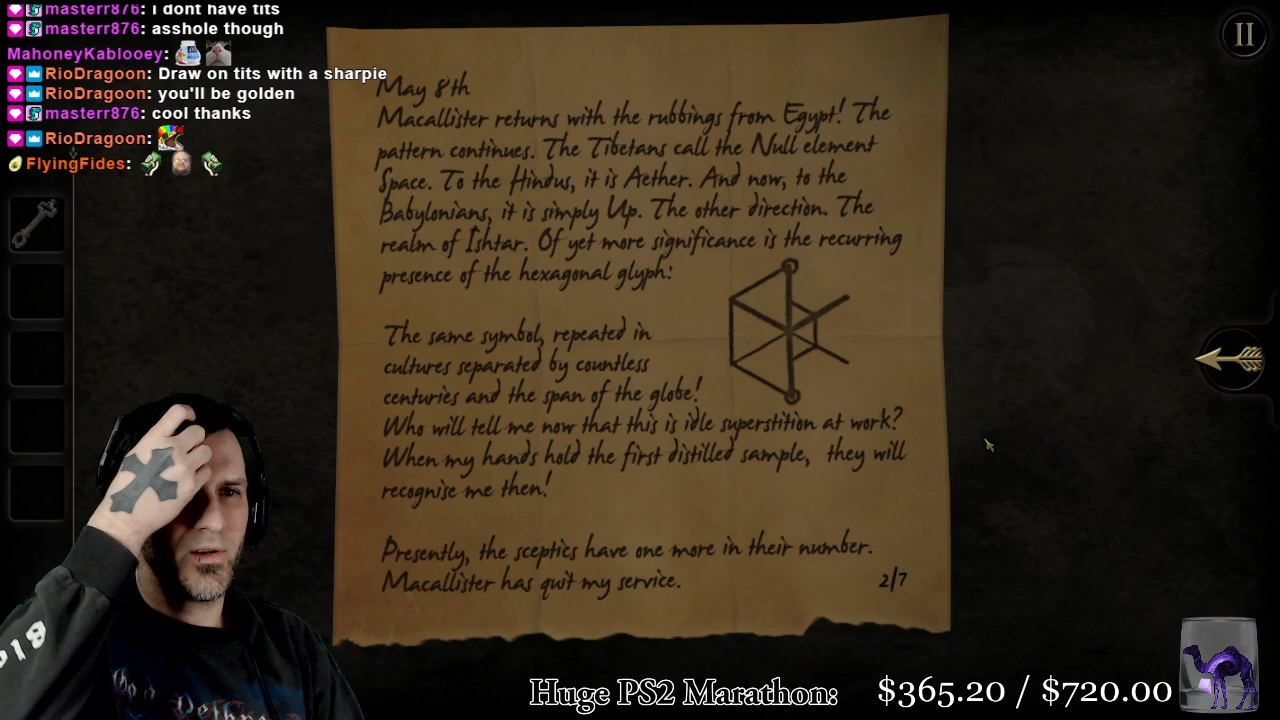 masterr876: i dont have tits
masterr876: asshole though
MahoneyKablooey:
RioDragoon: Draw on tits with a sharpie
RioDragoon: you'll be golden
masterr876: cool thanks
RioDragoon:
FlyingFides:
May 8th
Macallister returns with the rubbings from Egypt! The
pattern continues. The Tibetans call the Null element
Space. To the Hindus, it is Aether. And now, to the
Babylonians, it is simply Up. The other direction. The
realm of Ishtar. Of yet more significance is the recurring
presence of the hexagonal glyph:
The same symbol, repeated in
cultures separated by countless
centuries and the span of the globe!
Who will tell me now that this is idle superstition at work?
When my hands hold the first distilled sample, they will
recognise me then!
Presently, the sceptics have one more in their number.
Macallister has quit my service.
2/7
Huge PS2 Marathon: $365.20 / $720.00